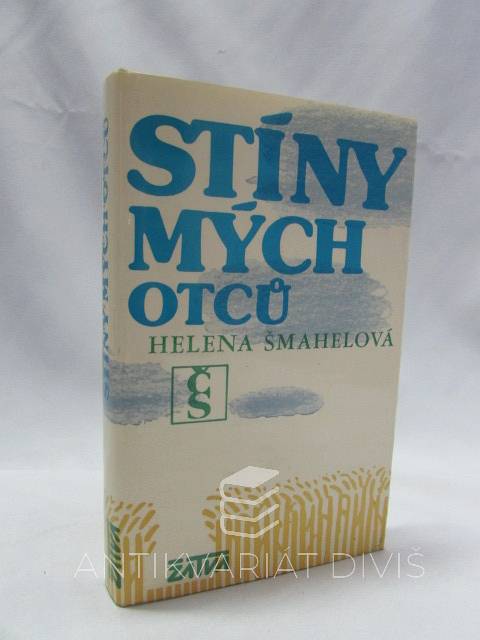 STÍNY
MÝCH
OTCŮ
HELENA ŠMAHELOVÁ
ČS
STÍNY MÝCH OTCŮ
ANTIKVARIÁT DIVIŠ